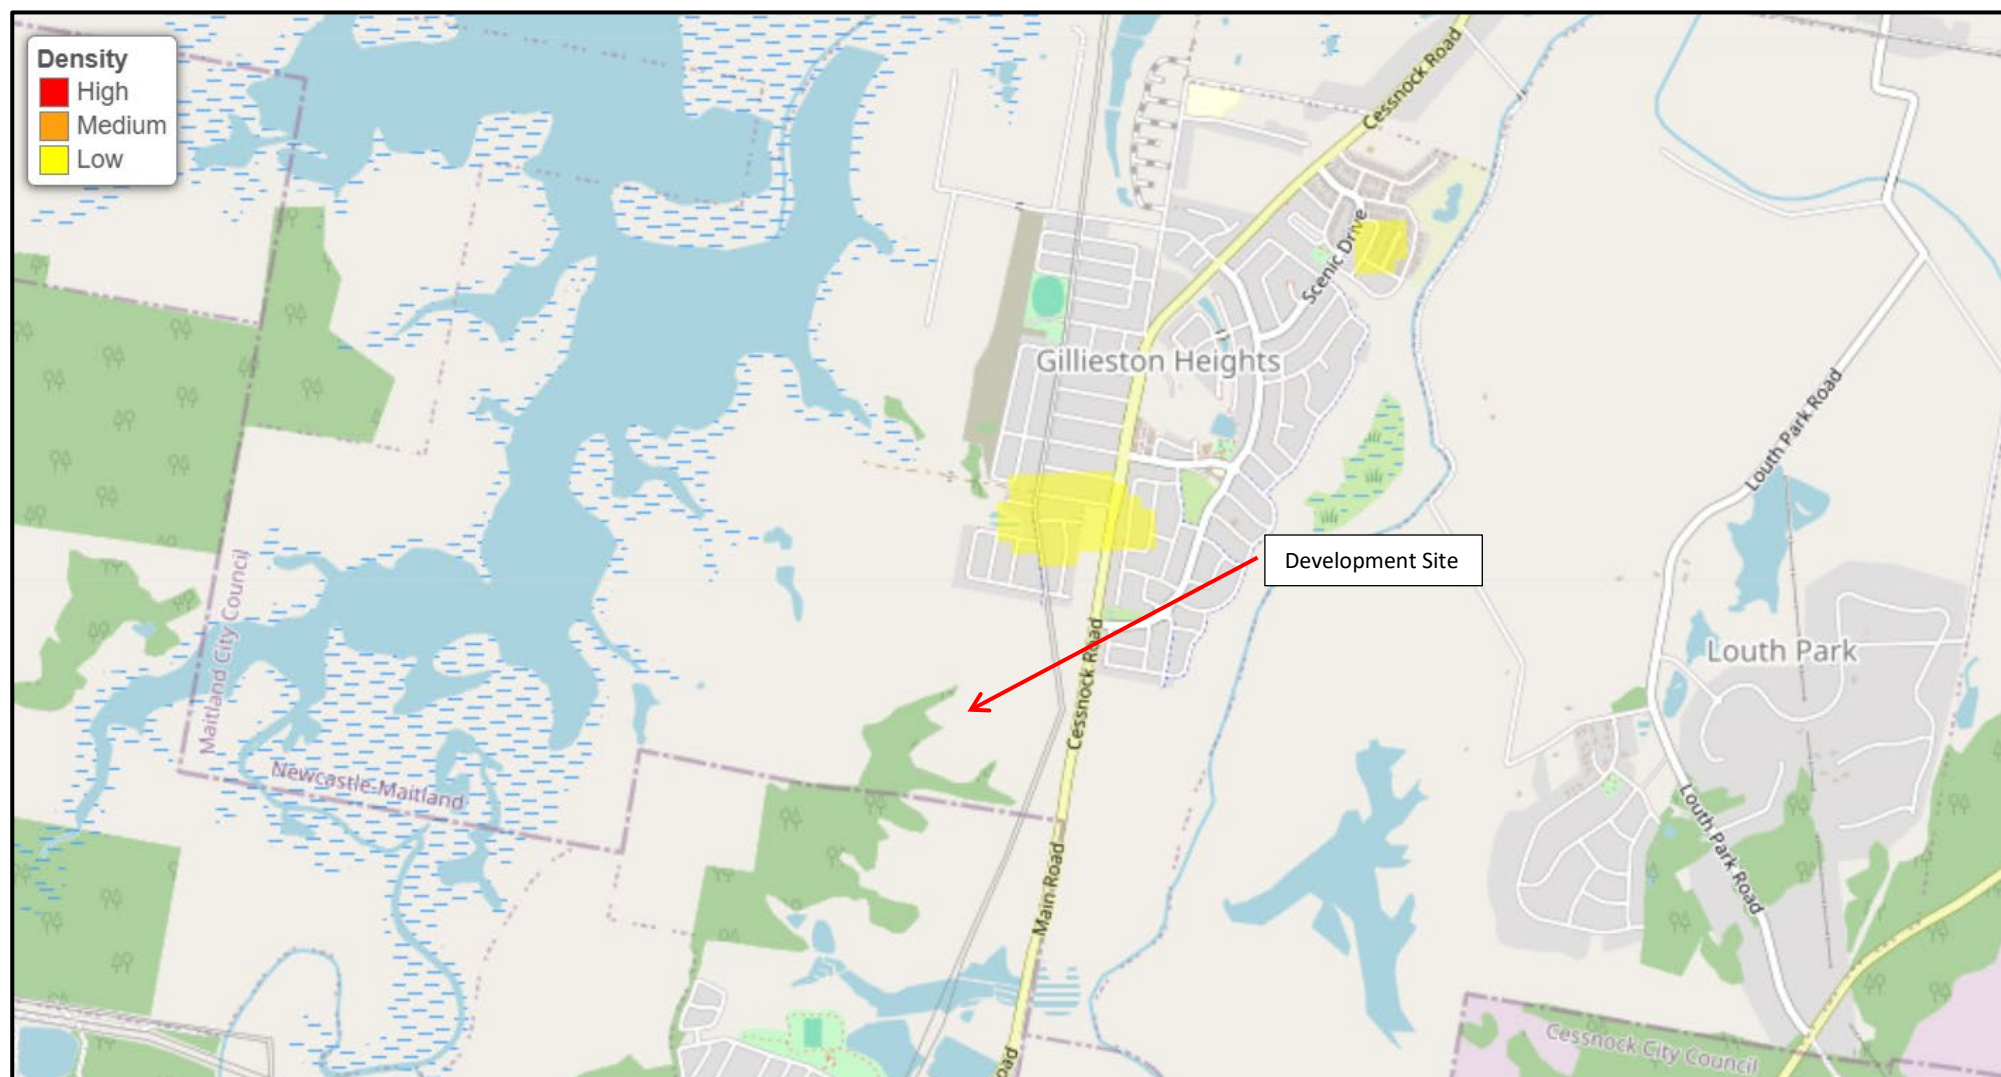 Density
High
Medium
Low
Cessnock Road
Scenic Drive
Gillieston Heights
Louth Park Road
Development Site
Maitland City Council
Louth Park
Cessnock Road
Newcastle-Maitland
Louth Park Road
Main Road
Cessnock City Council
oad